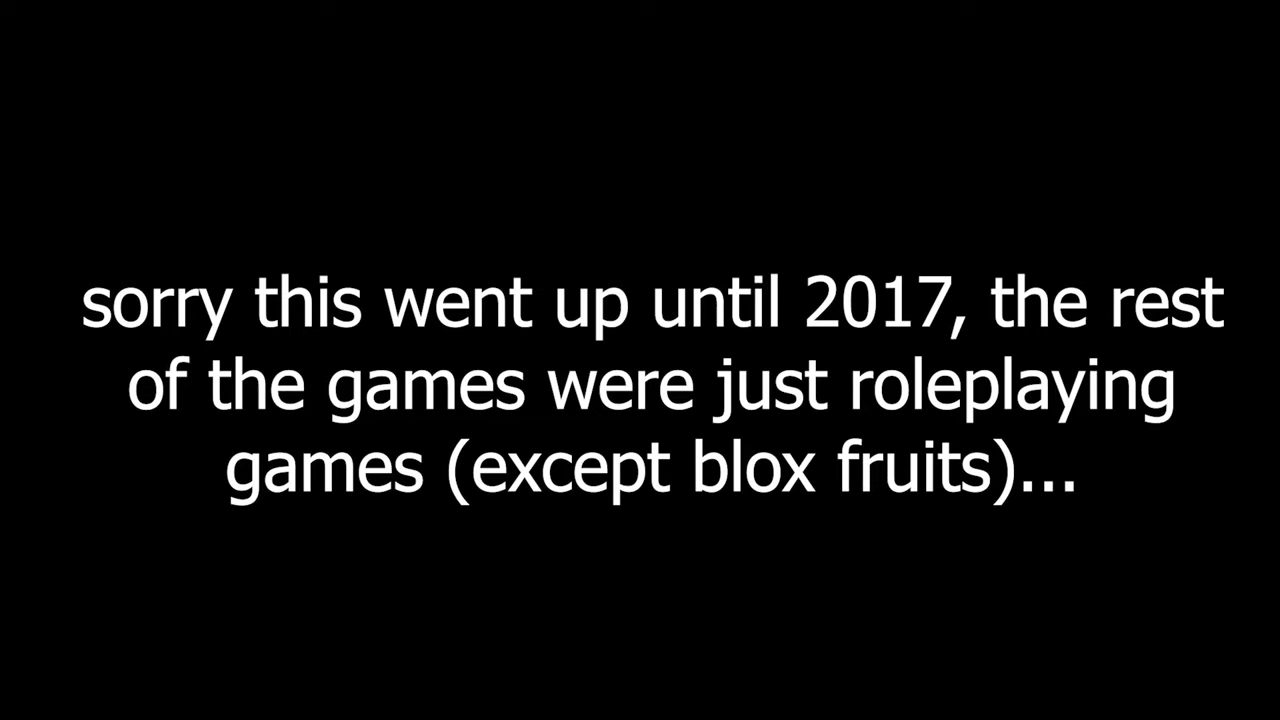 sorry this went up until 2017, the rest
of the games were just roleplaying
games (except blox fruits)...